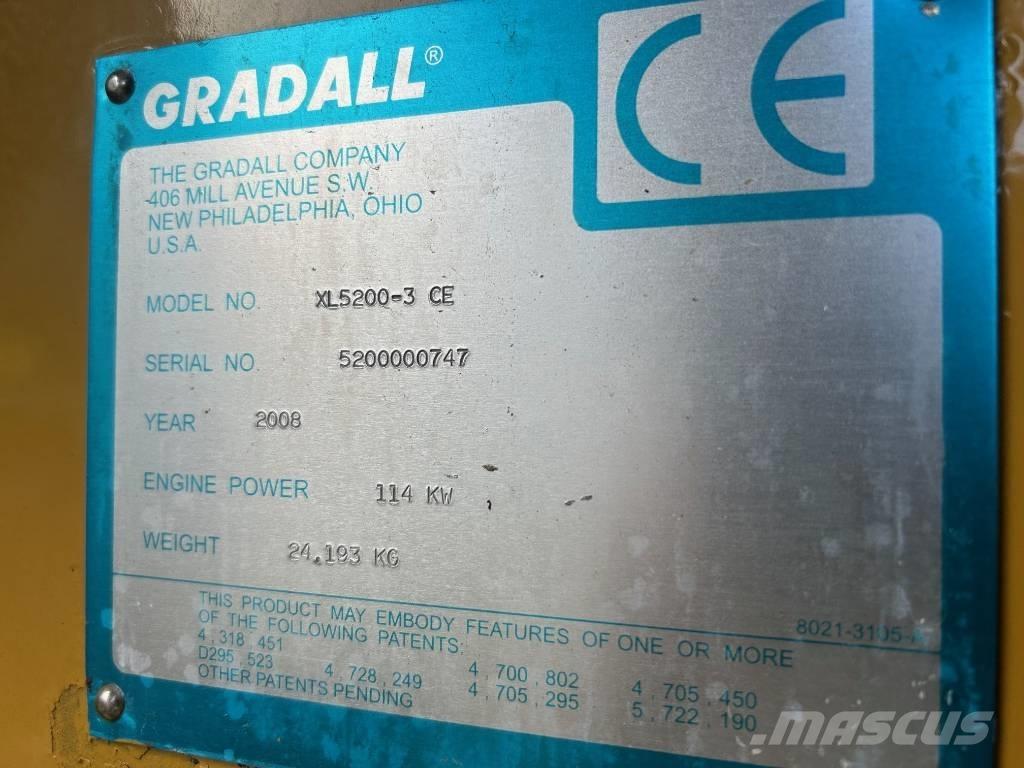 GRADALL®
CE
THE GRADALL COMPANY
406 MILL AVENUE S.W.
NEW PHILADELPHIA, OHIO
U.S.A.
MODEL NO. XL5200-3 CE
SERIAL NO. 5200000747
YEAR 2008
ENGINE POWER 114 KW
WEIGHT 24,193 KG
8021-3105-A
THIS PRODUCT MAY EMBODY FEATURES OF ONE OR MORE
OF THE FOLLOWING PATENTS:
4,318,451
D295,523 4,728,249 4,700,802 4,705,450
OTHER PATENTS PENDING 4,705,295 5,722,190
MASCUS